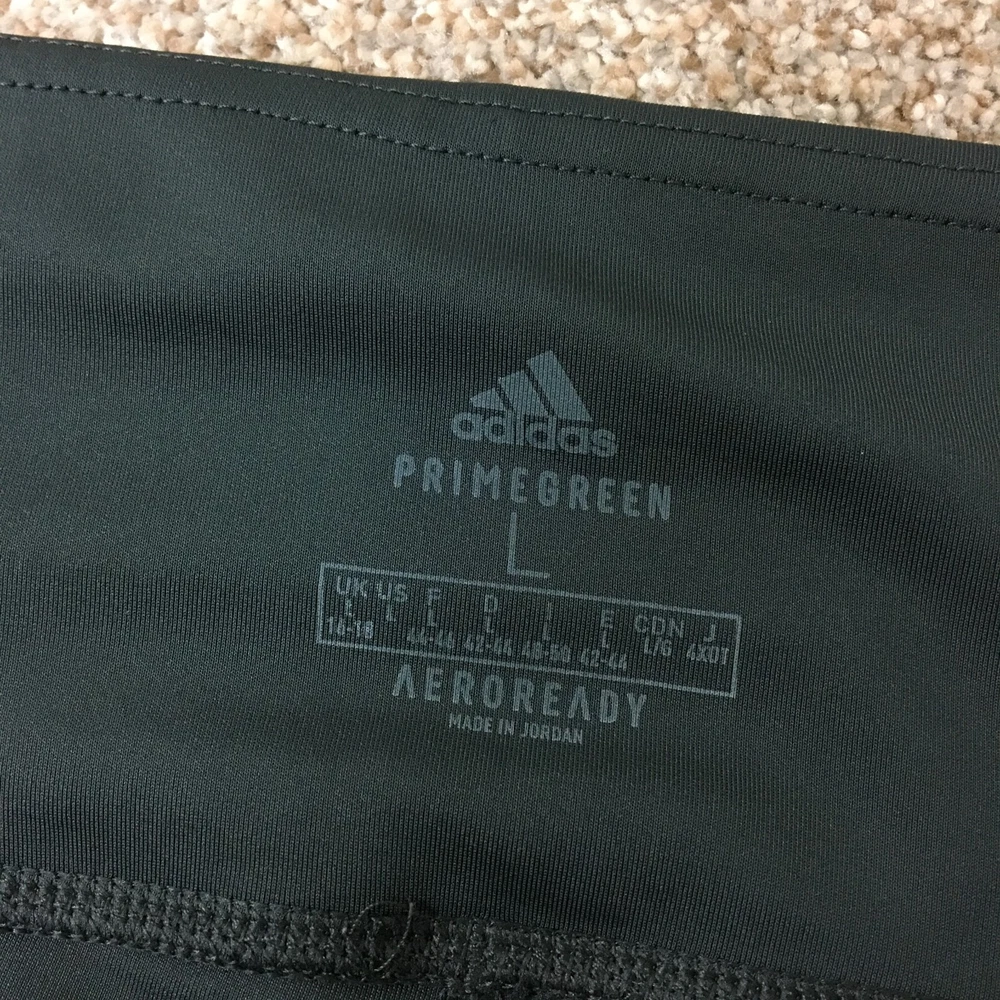 adidas
PRIMEGREEN
L
UK US F D I E CDN J
L L L L L L L/G 4XOT
16-18 44-46 42-44 48-50 42-44
AEROREADY
MADE IN JORDAN